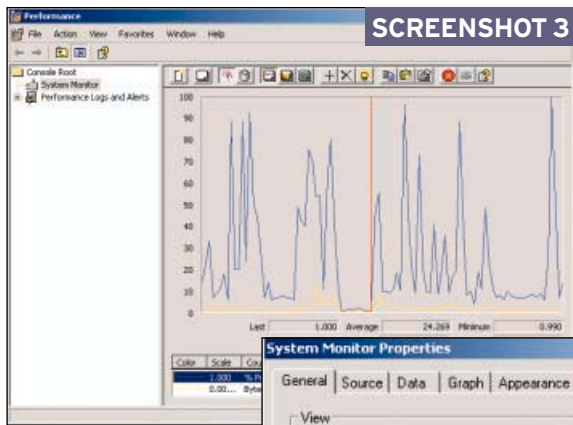 Performance
SCREENSHOT 3
File Action View Favorites Window Help
Console Root
System Monitor
Performance Logs and Alerts
100
90
80
70
60
50
40
30
20
10
0
Last 1.000 Average 24.269 Minimum 0.990
Color Scale
1.000
0.00...
System Monitor Properties
General Source Data Graph Appearance
View